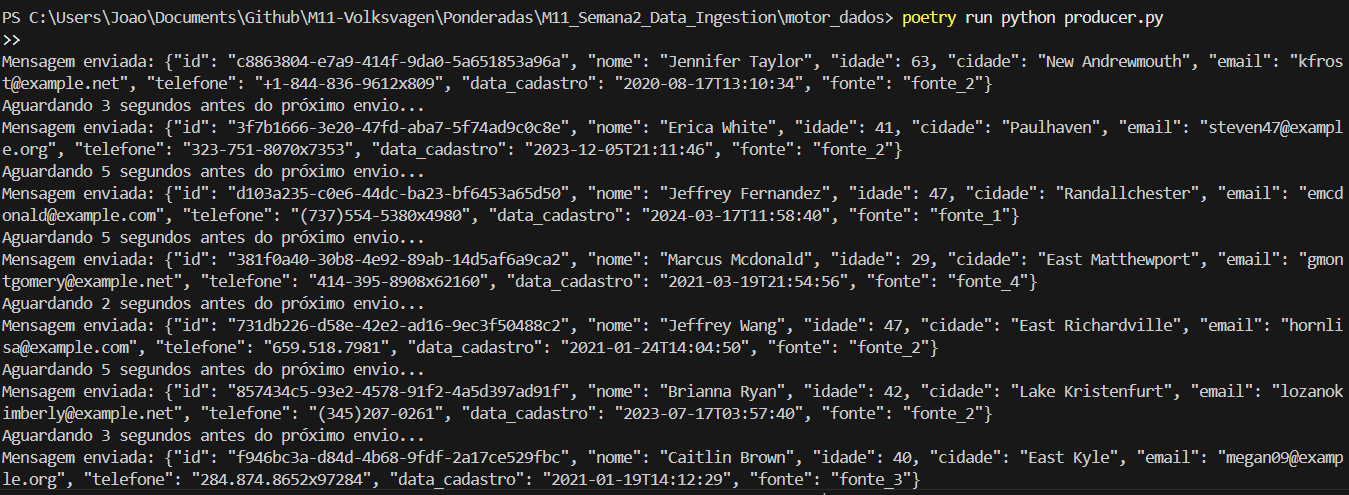 PS C:\Users\Joao\Documents\Github\M11-Volksvagen\Ponderadas\M11_Semana2_Data_Ingestion\motor_dados> poetry run python producer.py
>>
Mensagem enviada: {"id": "c8863804-e7a9-414f-9da0-5a651853a96a", "nome": "Jennifer Taylor", "idade": 63, "cidade": "New Andrewmouth", "email": "kfros
t@example.net", "telefone": "+1-844-836-9612x809", "data_cadastro": "2020-08-17T13:10:34", "fonte": "fonte_2"}
Aguardando 3 segundos antes do próximo envio...
Mensagem enviada: {"id": "3f7b1666-3e20-47fd-aba7-5f74ad9c0c8e", "nome": "Erica White", "idade": 41, "cidade": "Paulhaven", "email": "steven47@exampl
e.org", "telefone": "323-751-8070x7353", "data_cadastro": "2023-12-05T21:11:46", "fonte": "fonte_2"}
Aguardando 5 segundos antes do próximo envio...
Mensagem enviada: {"id": "d103a235-c0e6-44dc-ba23-bf6453a65d50", "nome": "Jeffrey Fernandez", "idade": 47, "cidade": "Randallchester", "email": "emcd
onald@example.com", "telefone": "(737)554-5380x4980", "data_cadastro": "2024-03-17T11:58:40", "fonte": "fonte_1"}
Aguardando 5 segundos antes do próximo envio...
Mensagem enviada: {"id": "381f0a40-30b8-4e92-89ab-14d5af6a9ca2", "nome": "Marcus Mcdonald", "idade": 29, "cidade": "East Matthewport", "email": "gmon
tgomery@example.net", "telefone": "414-395-8908x62160", "data_cadastro": "2021-03-19T21:54:56", "fonte": "fonte_4"}
Aguardando 2 segundos antes do próximo envio...
Mensagem enviada: {"id": "731db226-d58e-42e2-ad16-9ec3f50488c2", "nome": "Jeffrey Wang", "idade": 47, "cidade": "East Richardville", "email": "hornli
sa@example.com", "telefone": "659.518.7981", "data_cadastro": "2021-01-24T14:04:50", "fonte": "fonte_2"}
Aguardando 5 segundos antes do próximo envio...
Mensagem enviada: {"id": "857434c5-93e2-4578-91f2-4a5d397ad91f", "nome": "Brianna Ryan", "idade": 42, "cidade": "Lake Kristenfurt", "email": "lozanok
imberly@example.net", "telefone": "(345)207-0261", "data_cadastro": "2023-07-17T03:57:40", "fonte": "fonte_2"}
Aguardando 3 segundos antes do próximo envio...
Mensagem enviada: {"id": "f946bc3a-d84d-4b68-9fdf-2a17ce529fbc", "nome": "Caitlin Brown", "idade": 40, "cidade": "East Kyle", "email": "megan09@examp
le.org", "telefone": "284.874.8652x97284", "data_cadastro": "2021-01-19T14:12:29", "fonte": "fonte_3"}